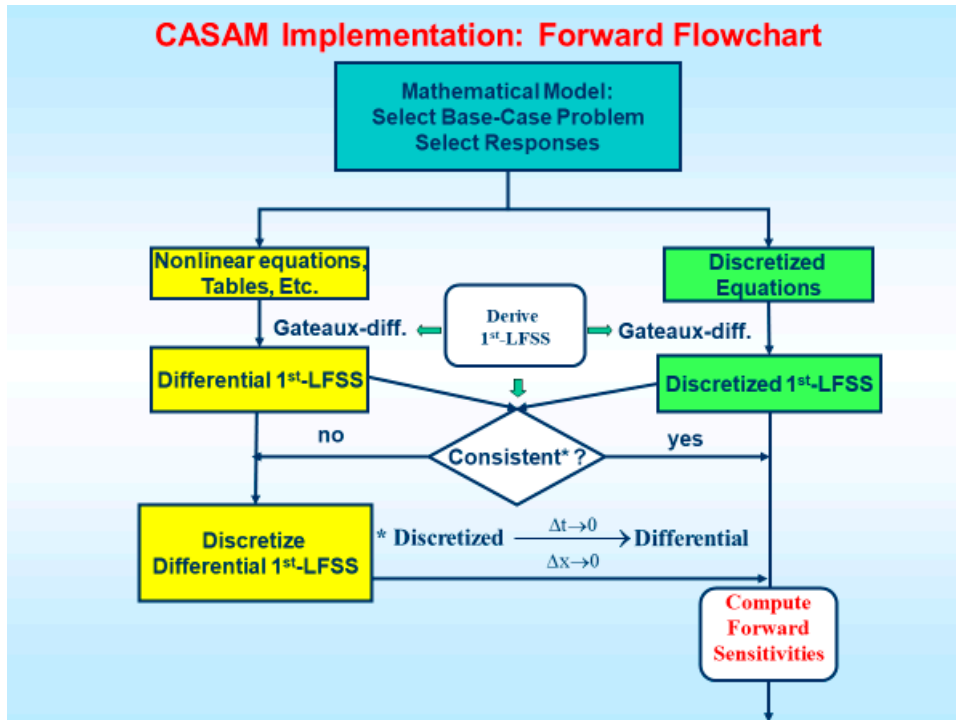 CASAM Implementation: Forward Flowchart
Mathematical Model:
Select Base-Case Problem
Select Responses
Nonlinear equations,
Tables, Etc.
Discretized
Equations
Derive
1st-LFSS
Gateaux-diff.
Gateaux-diff.
Differential 1st-LFSS
Discretized 1st-LFSS
no
yes
Consistent* ?
Discretize
Differential 1st-LFSS
* Discretized Δt→0 Differential
Δx→0
Compute
Forward
Sensitivities